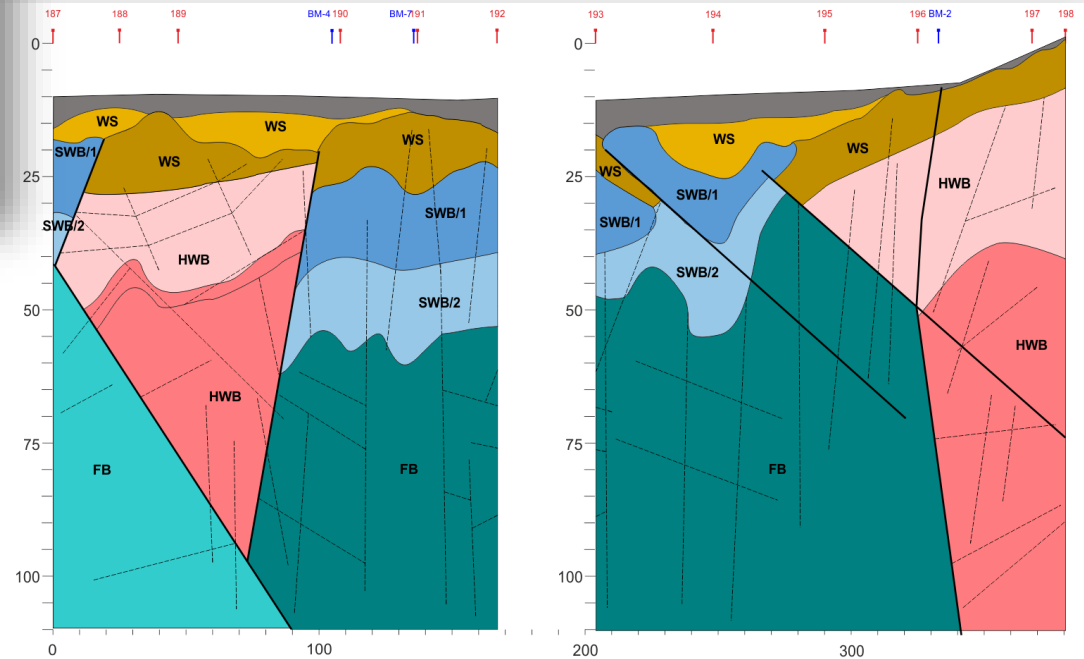 187 188 189 BM-4 190 BM-7 191 192 193 194 195 196 BM-2 197 198
0 0
WS WS WS WS
WS WS
SWB/1 WS
25 WS 25
SWB/1 HWB
SWB/1 SWB/1
SWB/2
HWB SWB/2
SWB/2
50 50
HWB
HWB
75 75
FB FB FB
100 100
0 100 200 300